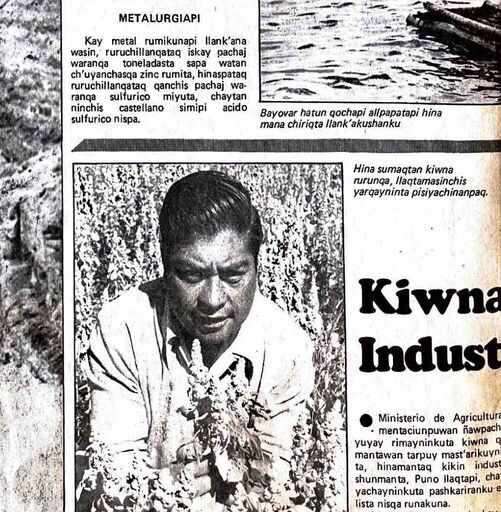 METALURGIAPI
Kay metal rumikunapi llank'ana
wasin, ruruchillanqataq iskay pachaj
waranqa toneladasta sapa watan
ch'uyanchasqa zinc rumita, hinaspataq
ruruchillanqataq qanchis pachaj wa-
ranqa sulfurico miyuta, chaytan
ninchis castellano simipi acido
sulfurico nispa.
Bayovar hatun qochapi allpapatapi hina
mana chiriqta llank'akushanku
Hina sumaqtan kiwna
rurunqa, llaqtamasinchis
yarqayninta pisiyachinanpaq.
Kiwna
Indust
Ministerio de Agricultura
mentaciunpuwan ñawpach
yuyay rimayninkuta kiwna q
mantawan tarpuy mast'arikuyni
ta, hinamantaq kikin indust
shunmanta, Puno llaqtapi, cha
yachayninkuta pashkariranku e
lista nisqa runakuna.